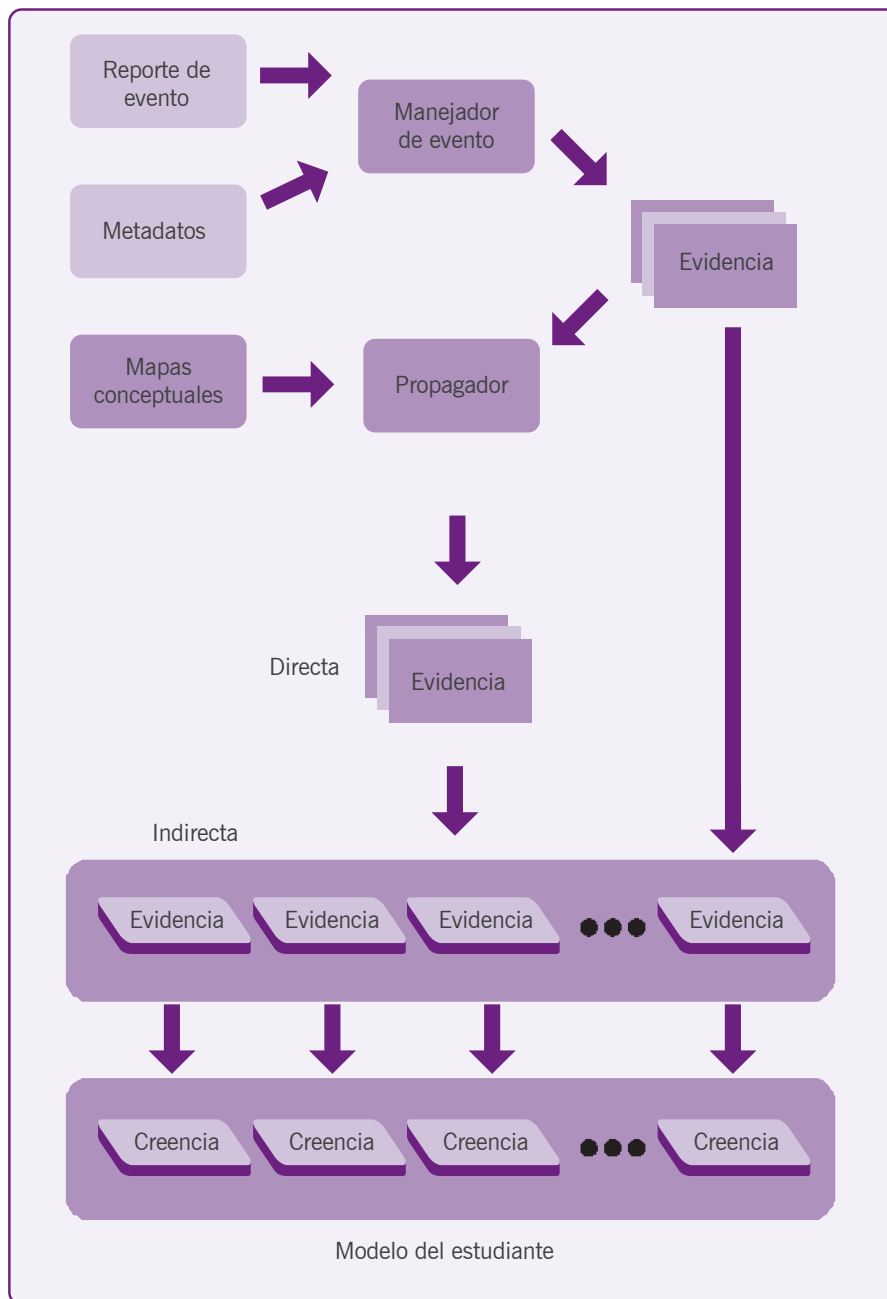 Reporte de
evento
Manejador
de evento
Metadatos
Evidencia
Mapas
conceptuales
Propagador
Directa
Evidencia
Indirecta
Evidencia Evidencia Evidencia Evidencia
Creencia Creencia Creencia Creencia
Modelo del estudiante